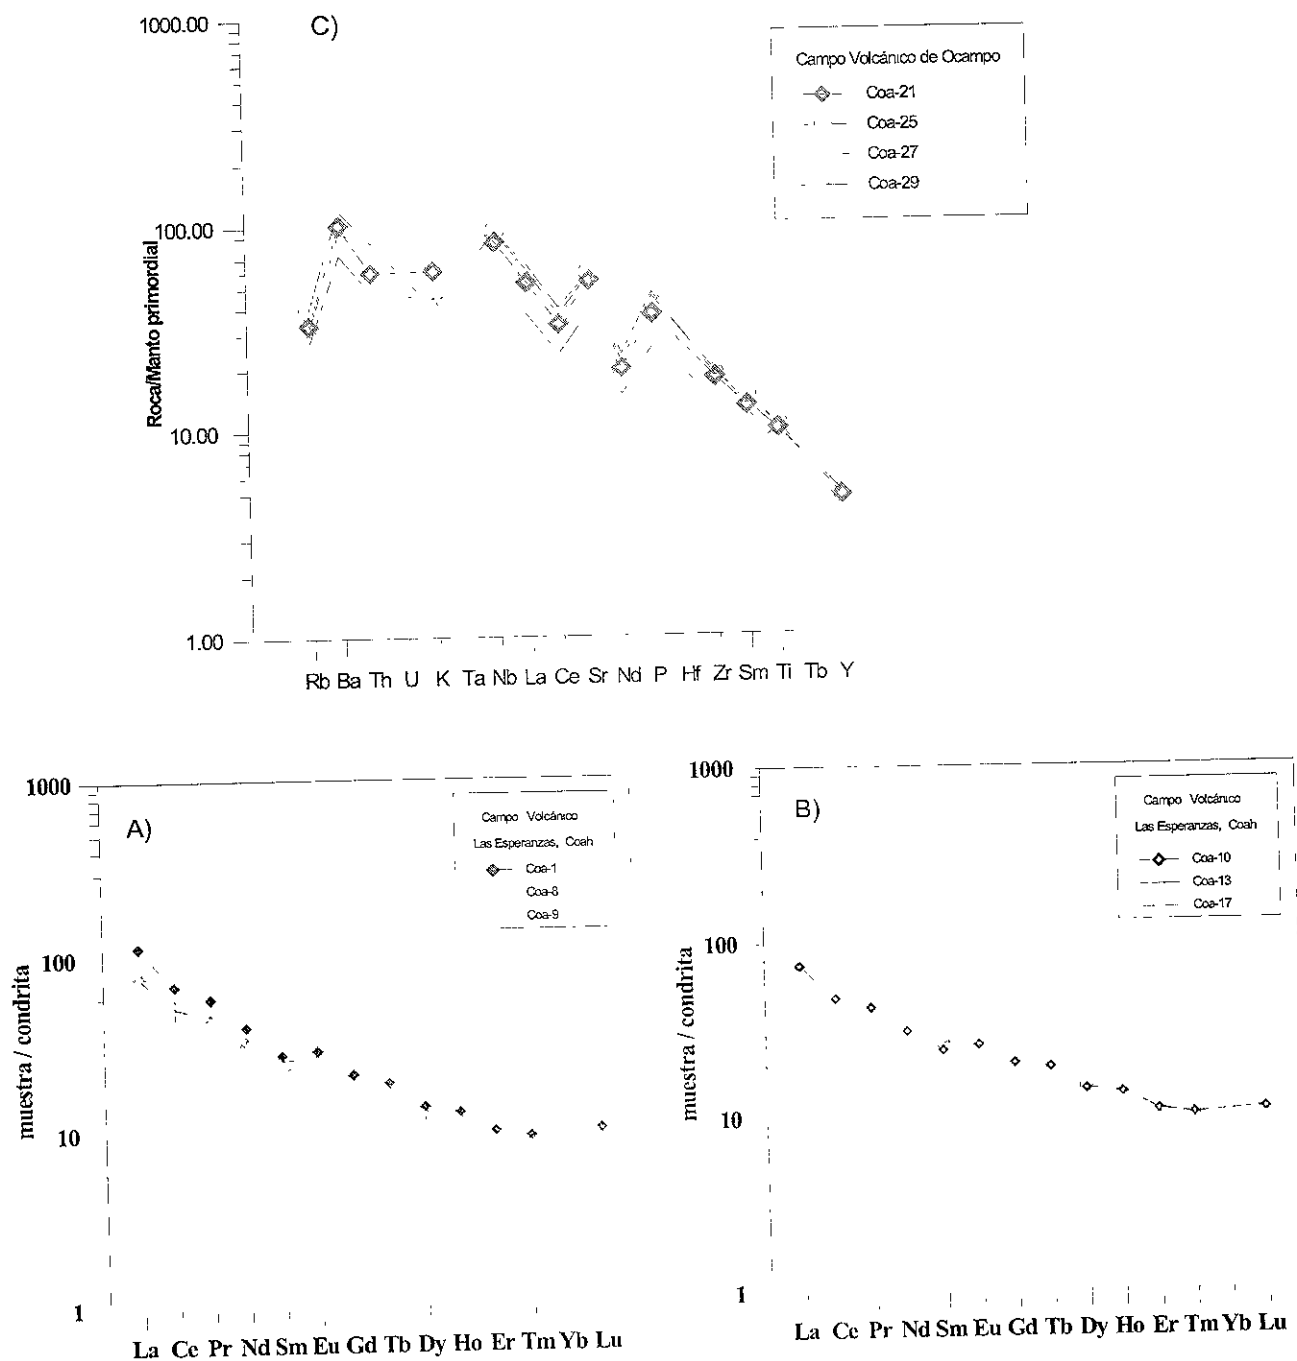 C)
1000.00
100.00
10.00
1.00
Roca/Manto primordial
Campo Volcánico de Ocampo
Coa-21
Coa-25
Coa-27
Coa-29
Rb Ba Th U K Ta Nb La Ce Sr Nd P Hf Zr Sm Ti Tb Y
A)
1000
100
10
1
muestra / condrita
Campo Volcánico
Las Esperanzas, Coah
Coa-1
Coa-8
Coa-9
La Ce Pr Nd Sm Eu Gd Tb Dy Ho Er Tm Yb Lu
B)
1000
100
10
1
muestra / condrita
Campo Volcánico
Las Esperanzas, Coah
Coa-10
Coa-13
Coa-17
La Ce Pr Nd Sm Eu Gd Tb Dy Ho Er Tm Yb Lu